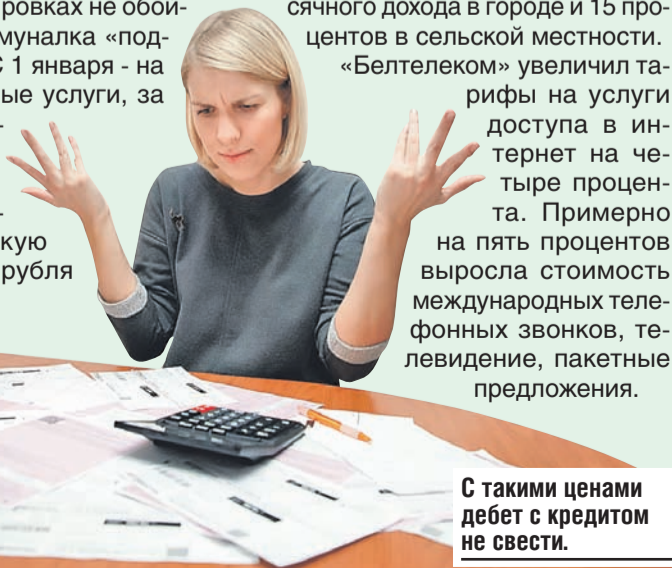 ровках не обой-
муналка «под-
С 1 января - на
ые услуги, за
-
-
кую
рубля
сячного дохода в городе и 15 про-
центов в сельской местности.
«Белтелеком» увеличил та-
рифы на услуги
доступа в ин-
тернет на че-
тыре процен-
та. Примерно
на пять процентов
выросла стоимость
международных теле-
фонных звонков, те-
левидение, пакетные
предложения.
С такими ценами
дебет с кредитом
не свести.